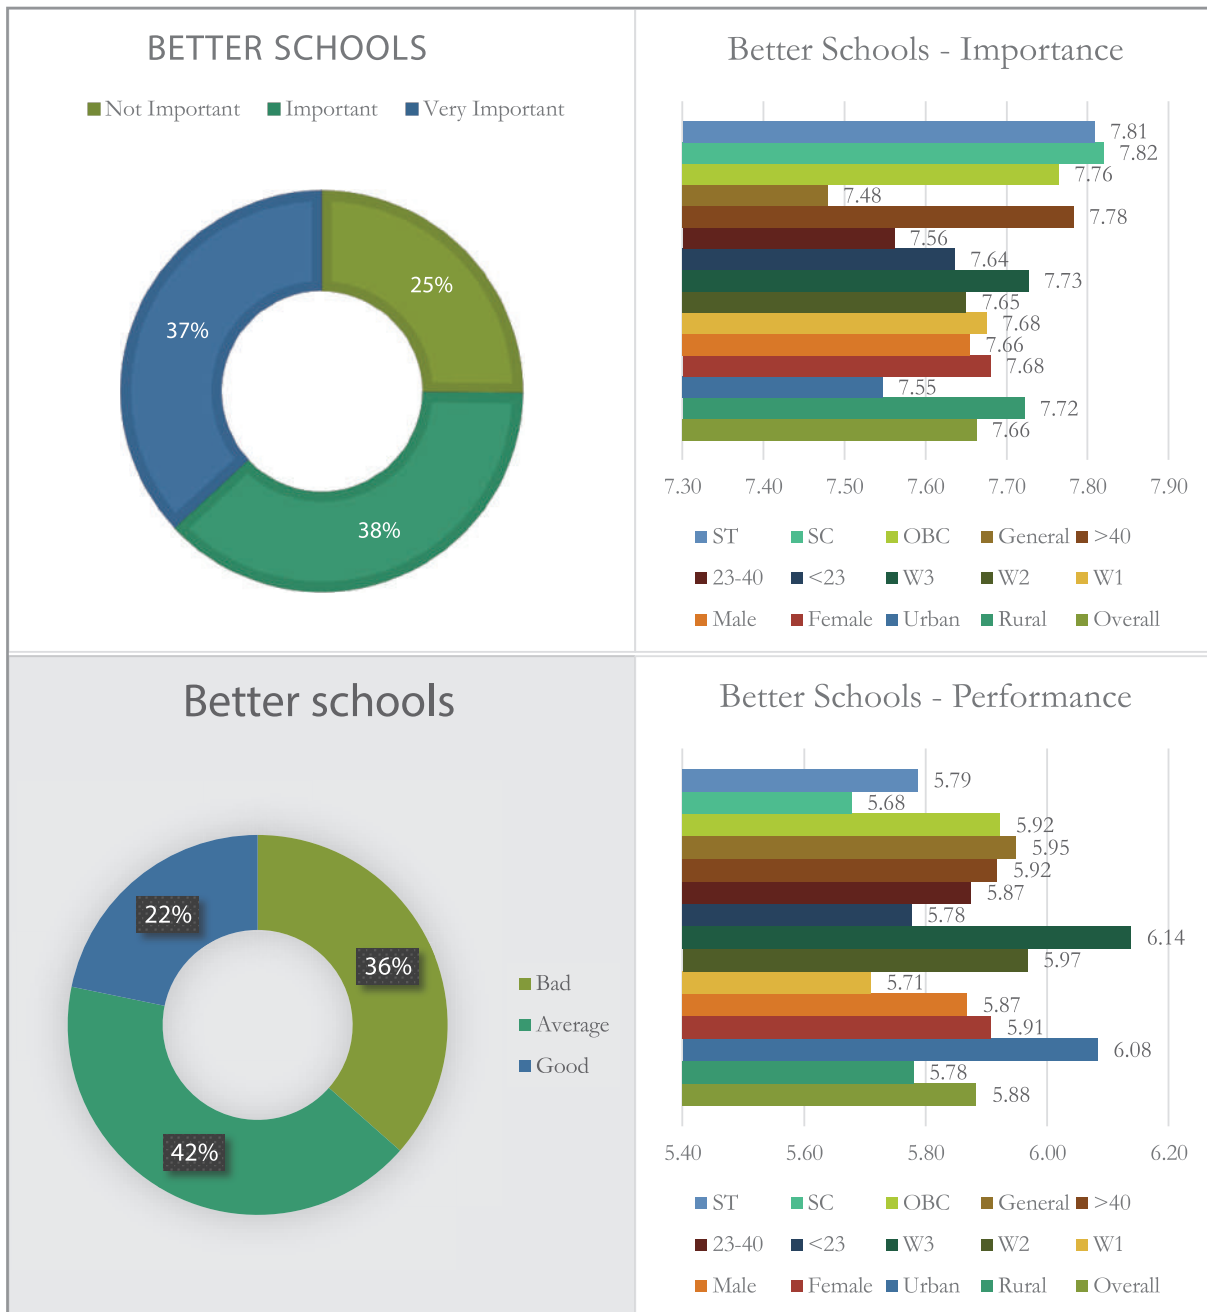 BETTER SCHOOLS
Not Important Important Very Important
25%
37%
38%
Better Schools - Importance
7.81
7.82
7.76
7.48
7.78
7.56
7.64
7.73
7.65
7.68
7.66
7.68
7.55
7.72
7.66
7.30 7.40 7.50 7.60 7.70 7.80 7.90
ST SC OBC General >40
23-40 <23 W3 W2 W1
Male Female Urban Rural Overall
Better schools
22%
36%
42%
Bad
Average
Good
Better Schools - Performance
5.79
5.68
5.92
5.95
5.92
5.87
5.78
6.14
5.97
5.71
5.87
5.91
6.08
5.78
5.88
5.40 5.60 5.80 6.00 6.20
ST SC OBC General >40
23-40 <23 W3 W2 W1
Male Female Urban Rural Overall